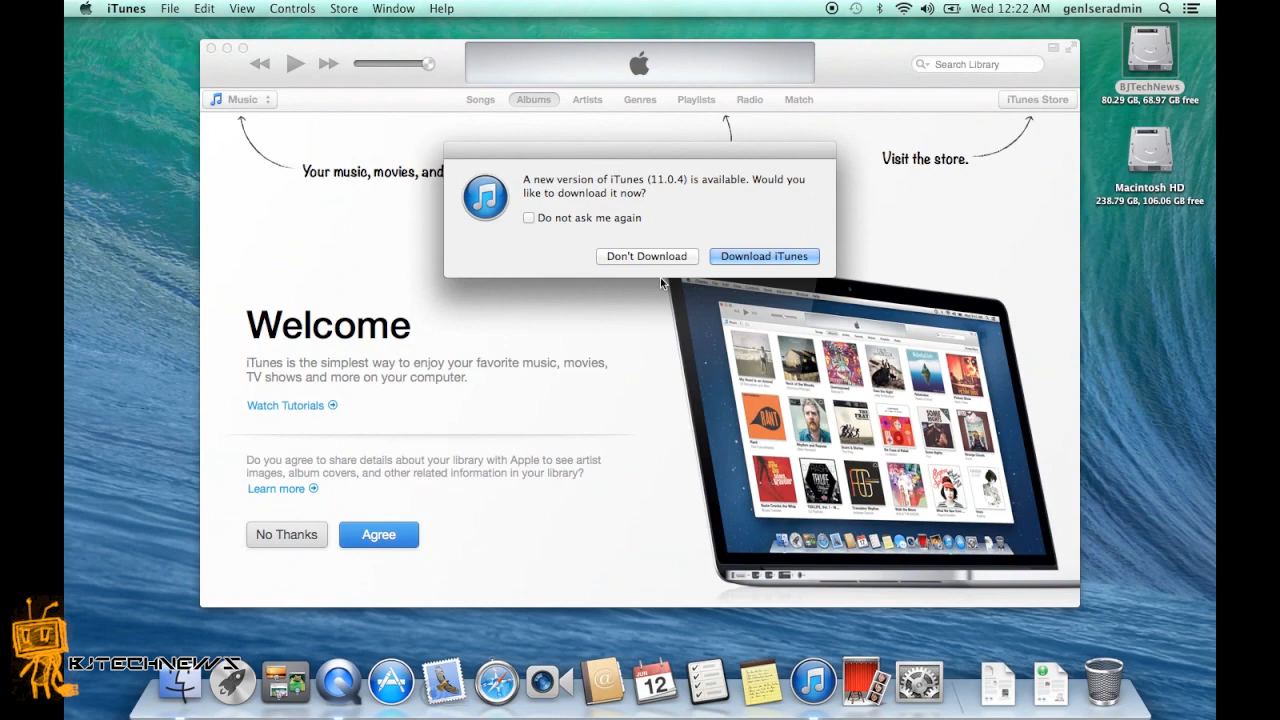 iTunes File Edit View Controls Store Window Help Wed 12:22 AM genlseradmin
Search Library
Music Songs Albums Artists Genres Playlists Radio Match iTunes Store
BJTechNews
80.29 GB, 68.97 GB free
Your music, movies, and
Visit the store.
A new version of iTunes (11.0.4) is available. Would you
like to download it now?
Do not ask me again
Don't Download Download iTunes
Macintosh HD
238.79 GB, 106.06 GB free
Welcome
iTunes is the simplest way to enjoy your favorite music, movies,
TV shows and more on your computer.
Watch Tutorials
Do you agree to share details about your library with Apple to see artist
images, album covers, and other related information in your library?
Learn more
No Thanks Agree
BJTECHNEWS
12